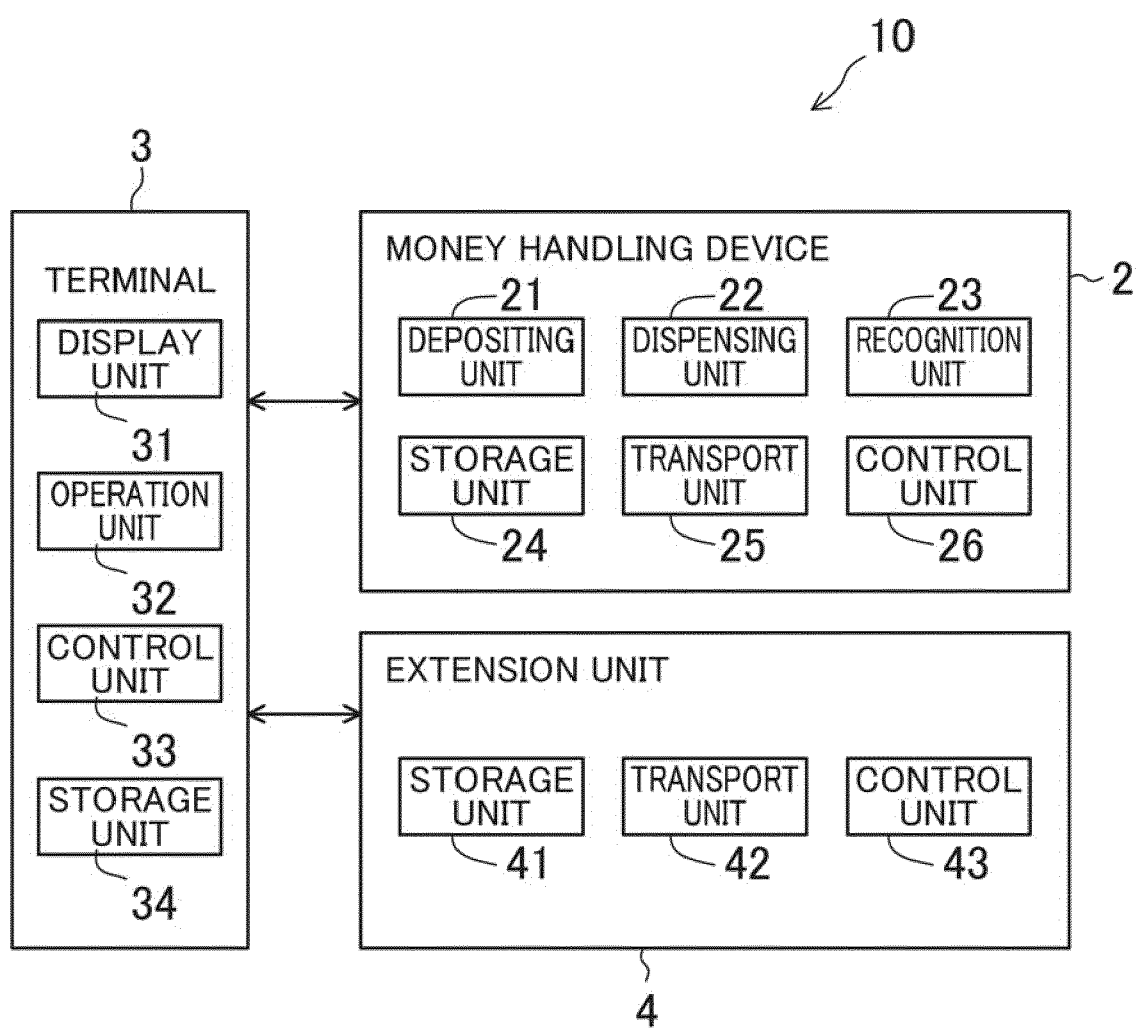 10
3
TERMINAL
DISPLAY
UNIT
31
OPERATION
UNIT
32
CONTROL
UNIT
33
STORAGE
UNIT
34
MONEY HANDLING DEVICE
2
21
DEPOSITING
UNIT
22
DISPENSING
UNIT
23
RECOGNITION
UNIT
STORAGE
UNIT
24
TRANSPORT
UNIT
25
CONTROL
UNIT
26
EXTENSION UNIT
STORAGE
UNIT
41
TRANSPORT
UNIT
42
CONTROL
UNIT
43
4